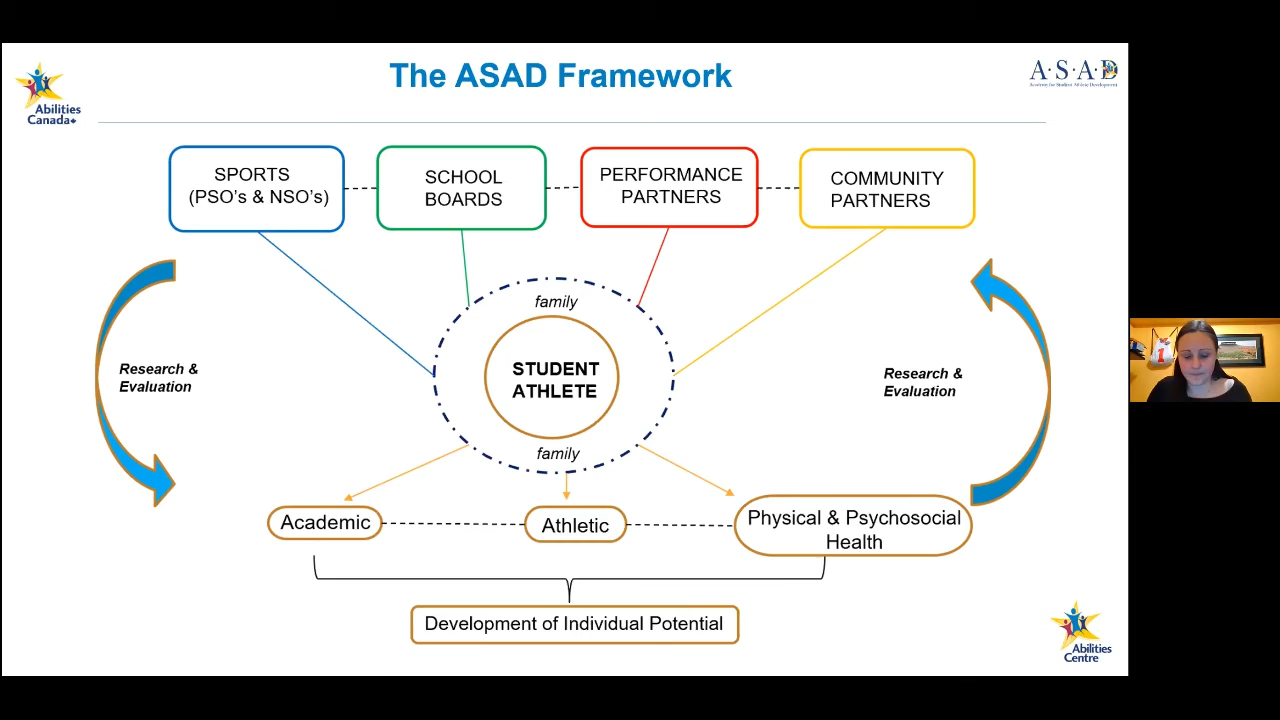 The ASAD Framework
Abilities
Canada
A·S·A·D
Academy for Student Athlete Development
SPORTS
(PSO's & NSO's)
SCHOOL
BOARDS
PERFORMANCE
PARTNERS
COMMUNITY
PARTNERS
family
STUDENT
ATHLETE
family
Research &
Evaluation
Research &
Evaluation
Academic
Athletic
Physical & Psychosocial
Health
Development of Individual Potential
Abilities
Centre
1